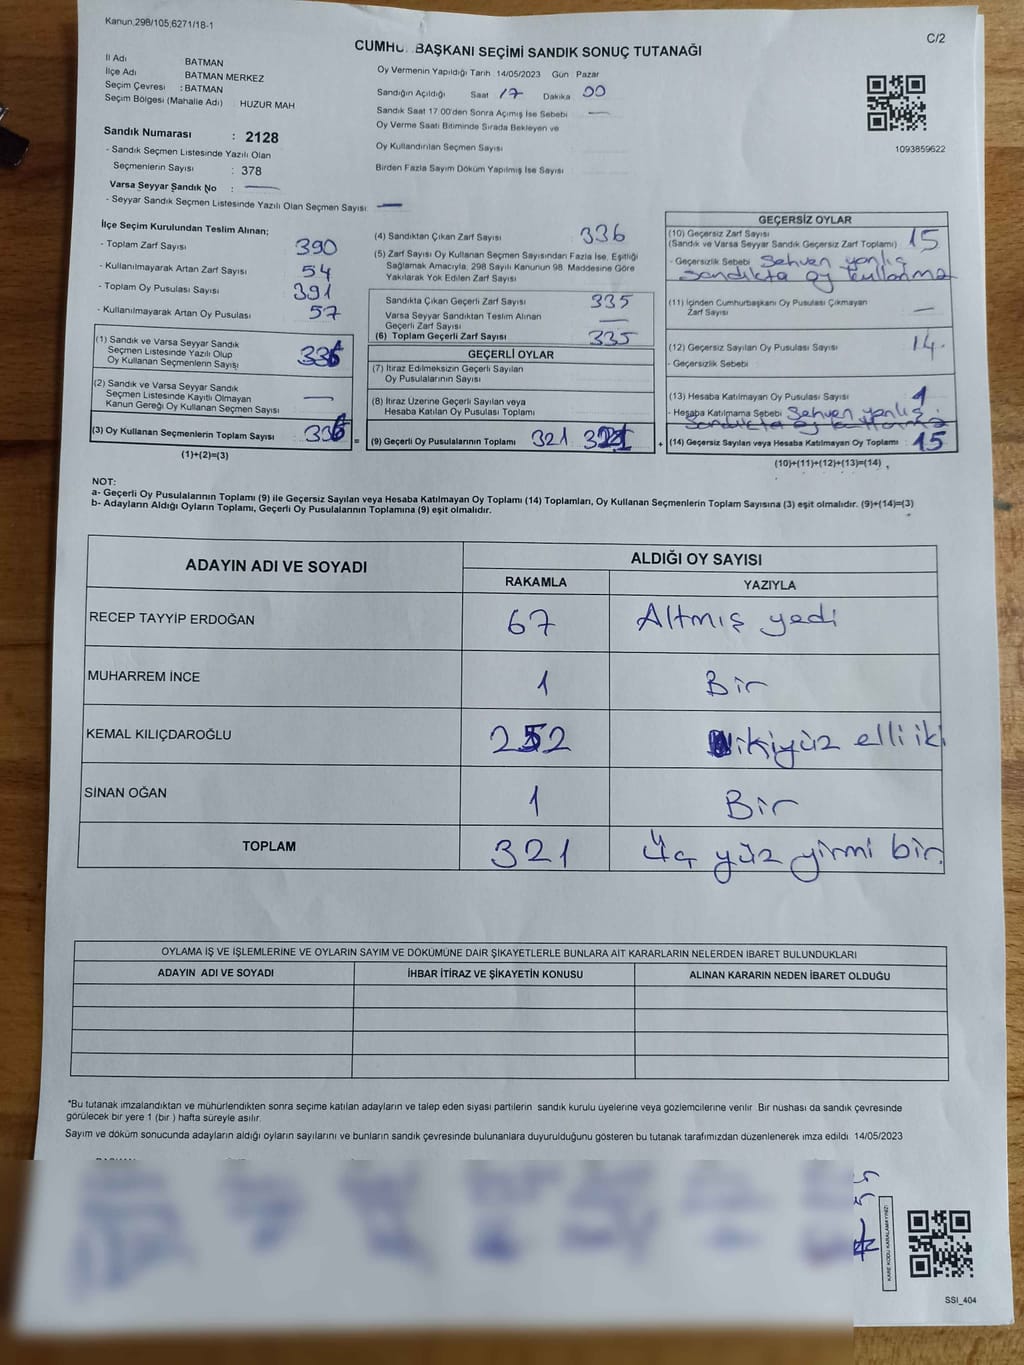 Kanun,298/105,6271/18-1
C/2
BAŞKANI SEÇİMİ SANDIK SONUÇ TUTANAĞI
İl Adı BATMAN
İlçe Adı BATMAN MERKEZ
Seçim Çevresi : BATMAN
Seçim Bölgesi (Mahalle Adı) HUZUR MAH
Oy Vermenin Yapıldığı Tarih 14/05/2023 Gün Pazar
Sandığın Açıldığı Saat 17 Dakika 00
Sandık Saat 17 00'den Sonra Açımış İse Sebebi —
Oy Verme Saati Bitiminde Sırada Bekleyen ve
Oy Kullandırılan Seçmen Sayısı
Birden Fazla Sayım Döküm Yapılmış İse Sayısı
1093859622
Sandık Numarası : 2128
- Sandık Seçmen Listesinde Yazılı Olan
Seçmenlerin Sayısı : 378
Varsa Seyyar Sandık No : —
- Seyyar Sandık Seçmen Listesinde Yazılı Olan Seçmen Sayısı —
İlçe Seçim Kurulundan Teslim Alınan;
- Toplam Zarf Sayısı 390
- Kullanılmayarak Artan Zarf Sayısı 54
- Toplam Oy Pusulası Sayısı 391
- Kullanılmayarak Artan Oy Pusulası 57
(1) Sandık ve Varsa Seyyar Sandık
Seçmen Listesinde Yazılı Olup
Oy Kullanan Seçmenlerin Sayışı 336
(2) Sandık ve Varsa Seyyar Sandık
Seçmen Listesinde Kayıtlı Olmayan
Kanun Gereği Oy Kullanan Seçmen Sayısı —
(3) Oy Kullanan Seçmenlerin Toplam Sayısı 336 =
(1)+(2)=(3)
(4) Sandıktan Çıkan Zarf Sayısı 336
(5) Zarf Sayısı Oy Kullanan Seçmen Sayısından Fazla İse, Eşitliği
Sağlamak Amacıyla, 298 Sayılı Kanunun 98. Maddesine Göre
Yakılarak Yok Edilen Zarf Sayısı
Sandıkta Çıkan Geçerli Zarf Sayısı 335
Varsa Seyyar Sandıktan Teslim Alınan
Geçerli Zarf Sayısı —
(6) Toplam Geçerli Zarf Sayısı 335
GEÇERLİ OYLAR
(7) İtiraz Edilmeksizin Geçerli Sayılan
Oy Pusulalarının Sayısı
(8) İtiraz Üzerine Geçerli Sayılan veya
Hesaba Katılan Oy Pusulası Toplamı
(9) Geçerli Oy Pusulalarının Toplamı 321 321 +
GEÇERSİZ OYLAR
(10) Geçersiz Zarf Sayısı
(Sandık ve Varsa Seyyar Sandık Geçersiz Zarf Toplamı) 15
- Geçersizlik Sebebi Sehven yanlış
sandıkta oy kullanma
(11) İçinden Cumhurbaşkanı Oy Pusulası Çıkmayan
Zarf Sayısı —
(12) Geçersiz Sayılan Oy Pusulası Sayısı 14
- Geçersizlik Sebebi
(13) Hesaba Katılmayan Oy Pusulası Sayısı 1
- Hesaba Katılmama Sebebi Sehven yanlış
sandıkta oy kullanma
(14) Geçersiz Sayılan veya Hesaba Katılmayan Oy Toplamı : 15
(10)+(11)+(12)+(13)=(14)
NOT:
a- Geçerli Oy Pusulalarının Toplamı (9) ile Geçersiz Sayılan veya Hesaba Katılmayan Oy Toplamı (14) Toplamları, Oy Kullanan Seçmenlerin Toplam Sayısına (3) eşit olmalıdır. (9)+(14)=(3)
b- Adayların Aldığı Oyların Toplamı, Geçerli Oy Pusulalarının Toplamına (9) eşit olmalıdır.
ADAYIN ADI VE SOYADI ALDIĞI OY SAYISI
RAKAMLA YAZIYLA
RECEP TAYYİP ERDOĞAN 67 Altmış yedi
MUHARREM İNCE 1 Bir
KEMAL KILIÇDAROĞLU 252 ikiyüz elli iki
SİNAN OĞAN 1 Bir
TOPLAM 321 Üç yüz yirmi bir
OYLAMA İŞ VE İŞLEMLERİNE VE OYLARIN SAYIM VE DÖKÜMÜNE DAİR ŞİKAYETLERLE BUNLARA AİT KARARLARIN NELERDEN İBARET BULUNDUKLARI
ADAYIN ADI VE SOYADI İHBAR İTİRAZ VE ŞİKAYETİN KONUSU ALINAN KARARIN NEDEN İBARET OLDUĞU
*Bu tutanak imzalandıktan ve mühürlendikten sonra seçime katılan adayların ve talep eden siyasi partilerin sandık kurulu üyelerine veya gözlemcilerine verilir Bir nüshası da sandık çevresinde
görülecek bir yere 1 (bir ) hafta süreyle asılır.
Sayım ve döküm sonucunda adayların aldığı oyların sayılarını ve bunların sandık çevresinde bulunanlara duyurulduğunu gösteren bu tutanak tarafımızdan düzenlenerek imza edildi 14/05/2023
KARE KODU KARALAMAYINIZ!
SSI_404